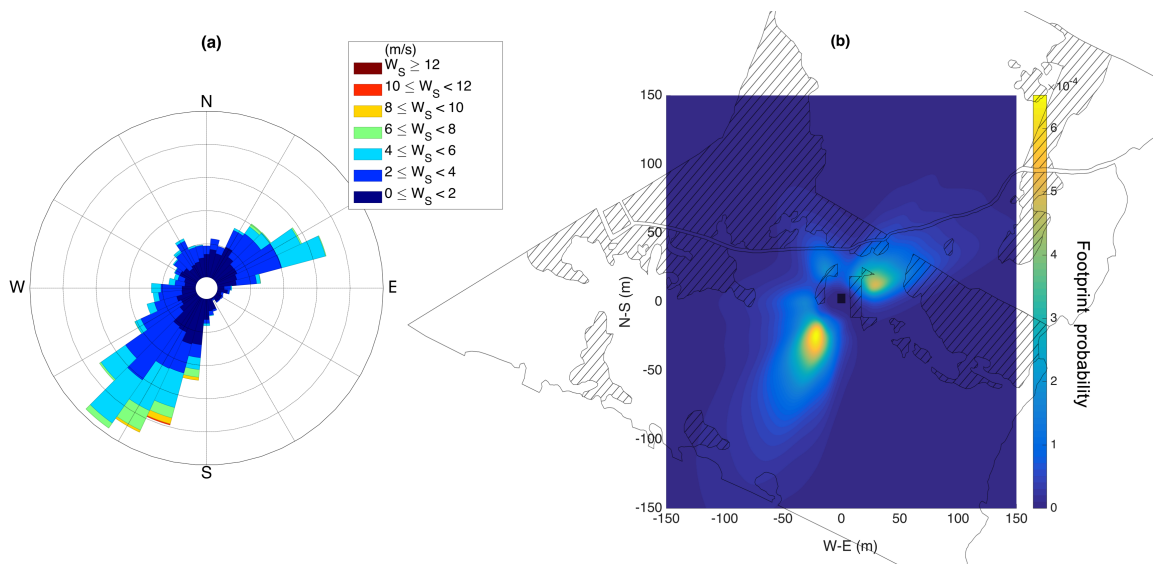 (a)
(m/s)
W_S ≥ 12
10 ≤ W_S < 12
8 ≤ W_S < 10
6 ≤ W_S < 8
4 ≤ W_S < 6
2 ≤ W_S < 4
0 ≤ W_S < 2
N
W
E
S
(b)
×10⁻⁴
150
100
50
0
-50
-100
-150
N-S (m)
-150
-100
-50
0
50
100
150
W-E (m)
6
5
4
3
2
1
0
Footprint probability